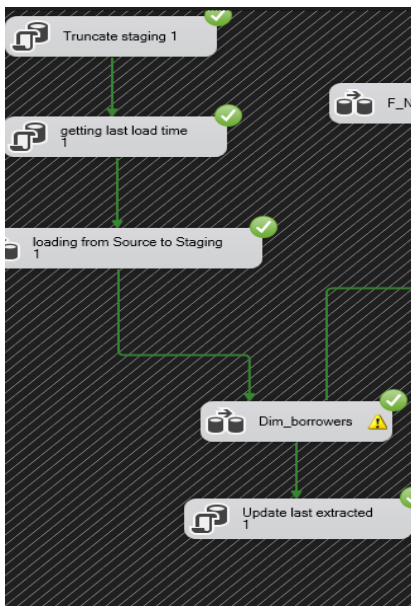 Truncate staging 1
getting last load time
1
F_N
loading from Source to Staging
1
Dim_borrowers
Update last extracted
1